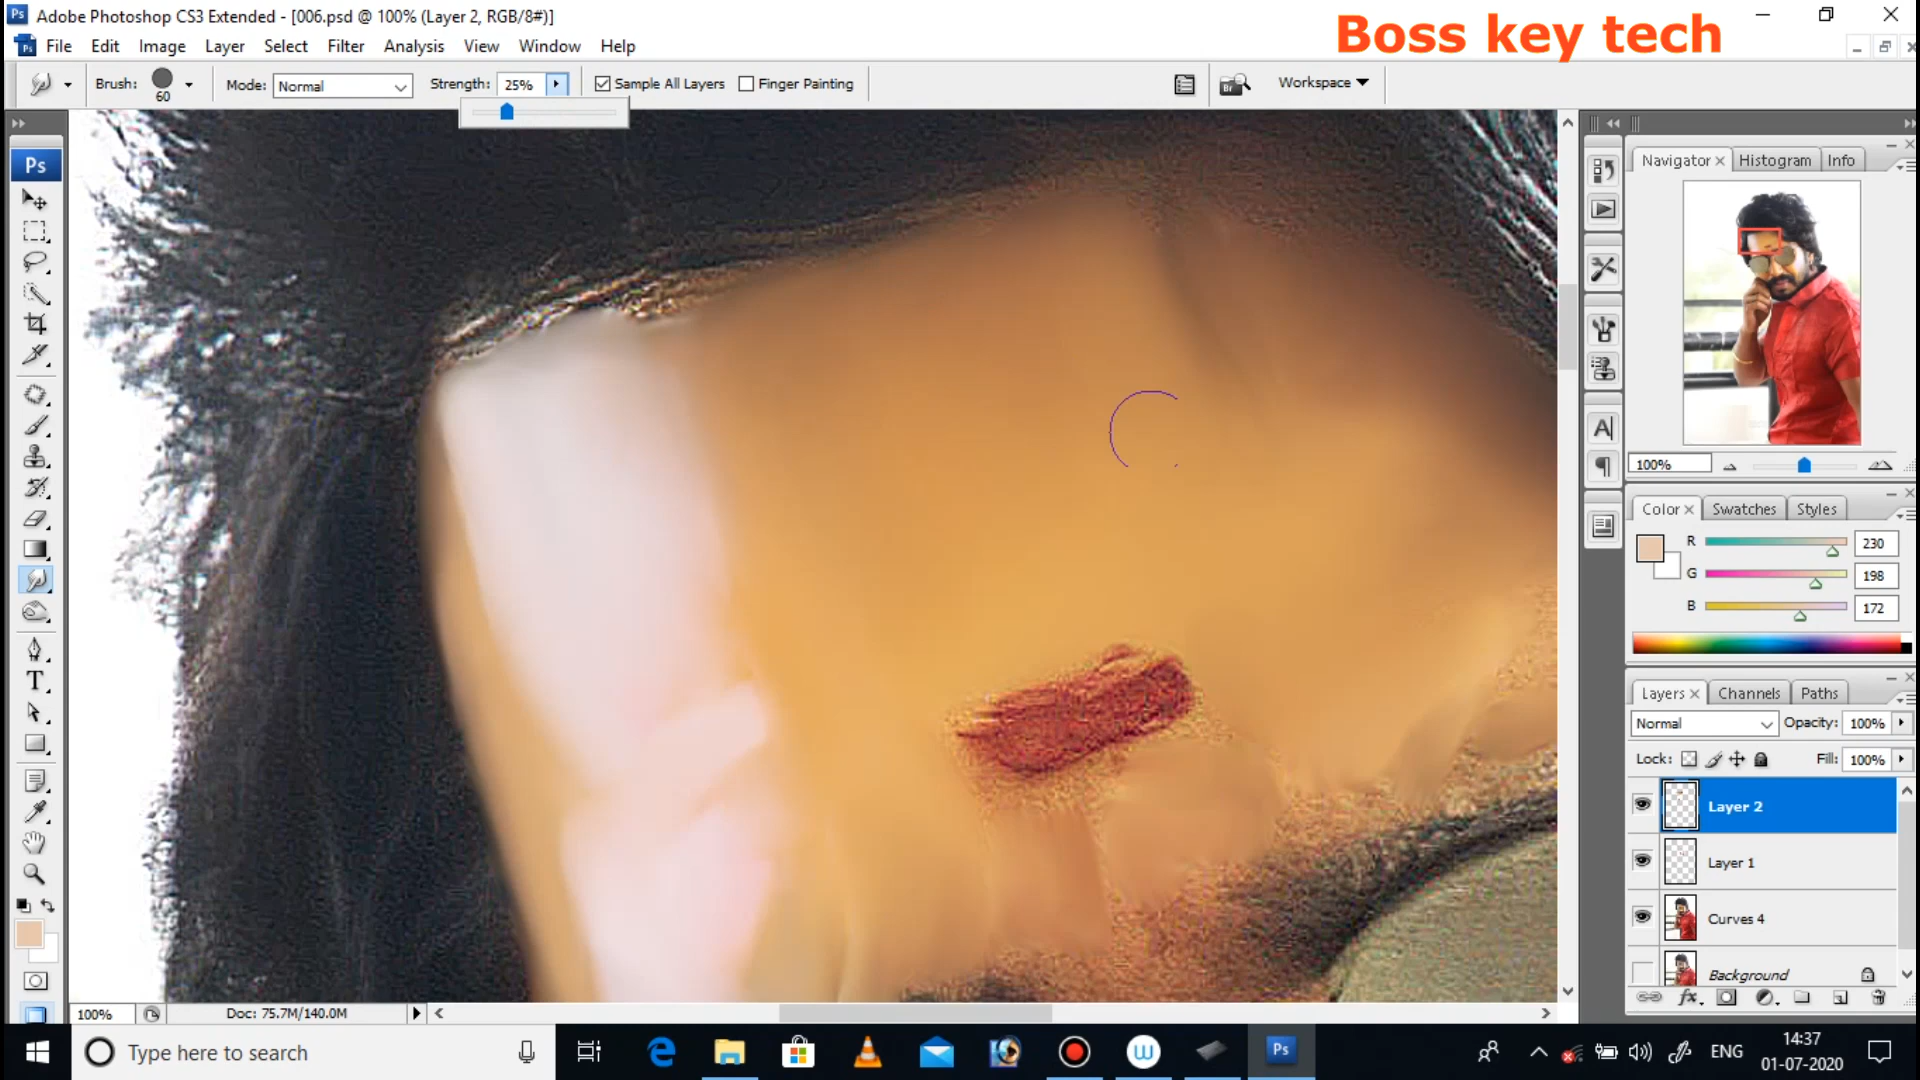 Ps Adobe Photoshop CS3 Extended - [006.psd @ 100% (Layer 2, RGB/8#)]
Boss key tech
File Edit Image Layer Select Filter Analysis View Window Help
Brush: 60 Mode: Normal Strength: 25% Sample All Layers Finger Painting Workspace
Ps
Navigator Histogram Info
100%
Color Swatches Styles
R 230
G 198
B 172
Layers Channels Paths
Normal Opacity: 100%
Lock: Fill: 100%
Layer 2
Layer 1
Curves 4
Background
100% Doc: 75.7M/140.0M
Type here to search
Ps
ENG
14:37
01-07-2020